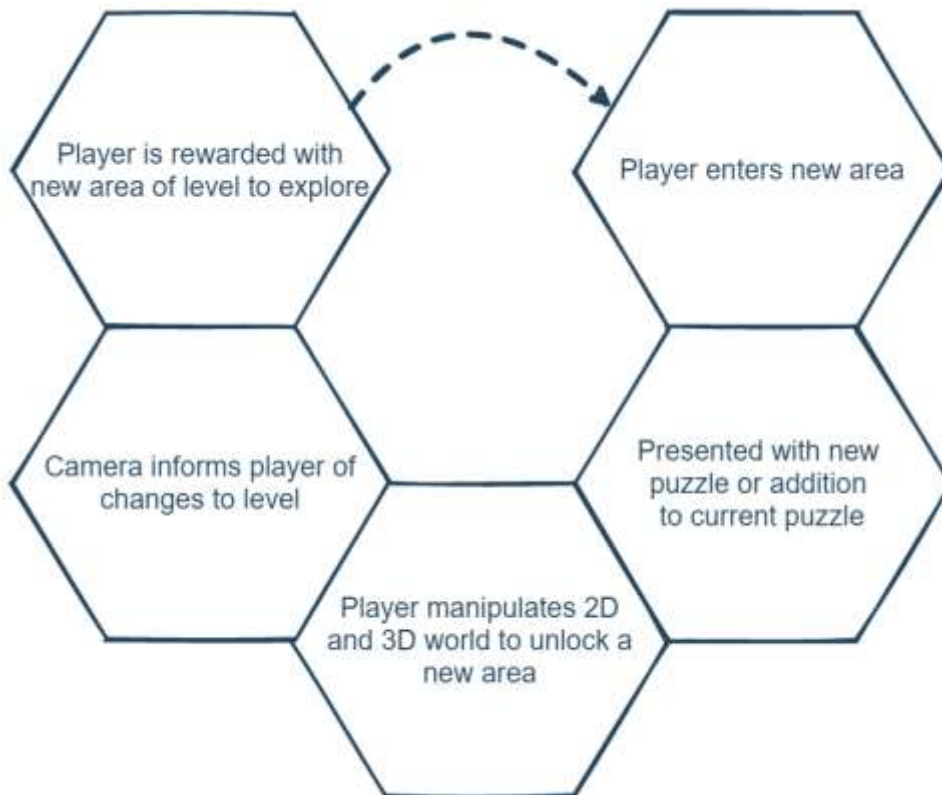 Player is rewarded with
new area of level to explore
Player enters new area
Camera informs player of
changes to level
Presented with new
puzzle or addition
to current puzzle
Player manipulates 2D
and 3D world to unlock a
new area